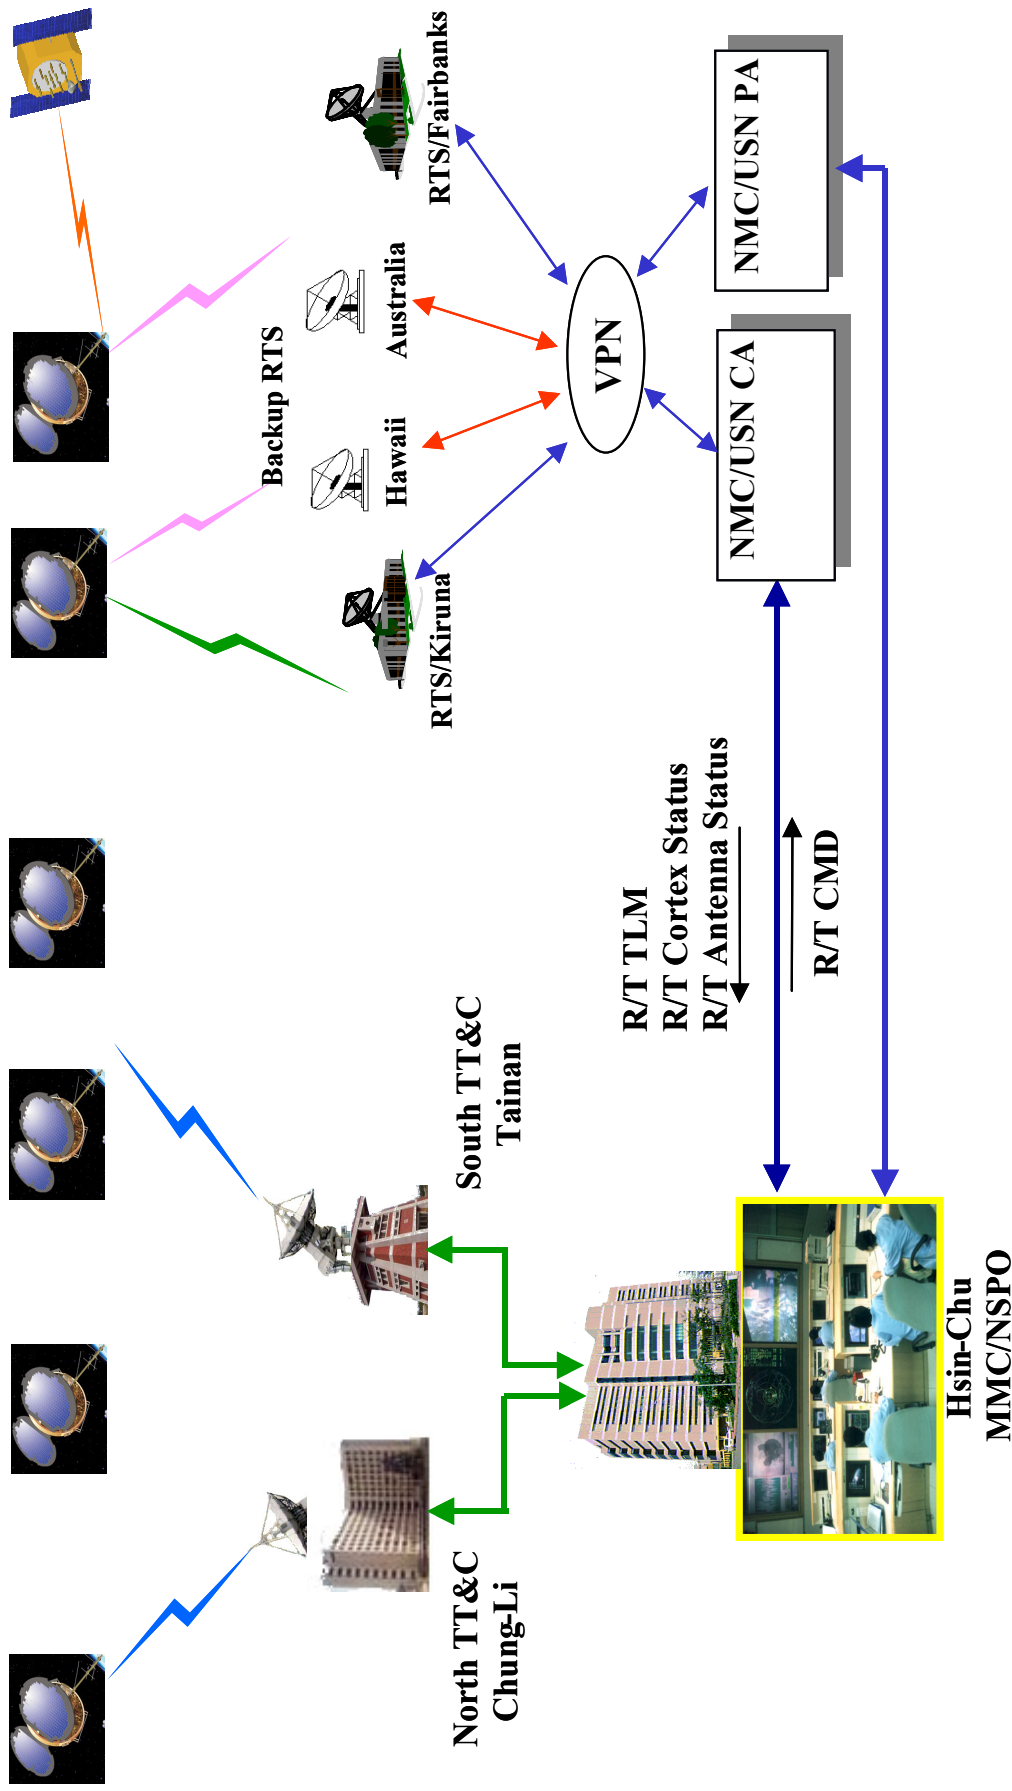 Backup RTS
Hawaii
Australia
RTS/Kiruna
RTS/Fairbanks
North TT&C
Chung-Li
South TT&C
Tainan
VPN
R/T TLM
R/T Cortex Status
R/T Antenna Status
R/T CMD
NMC/USN CA
NMC/USN PA
Hsin-Chu
MMC/NSPO